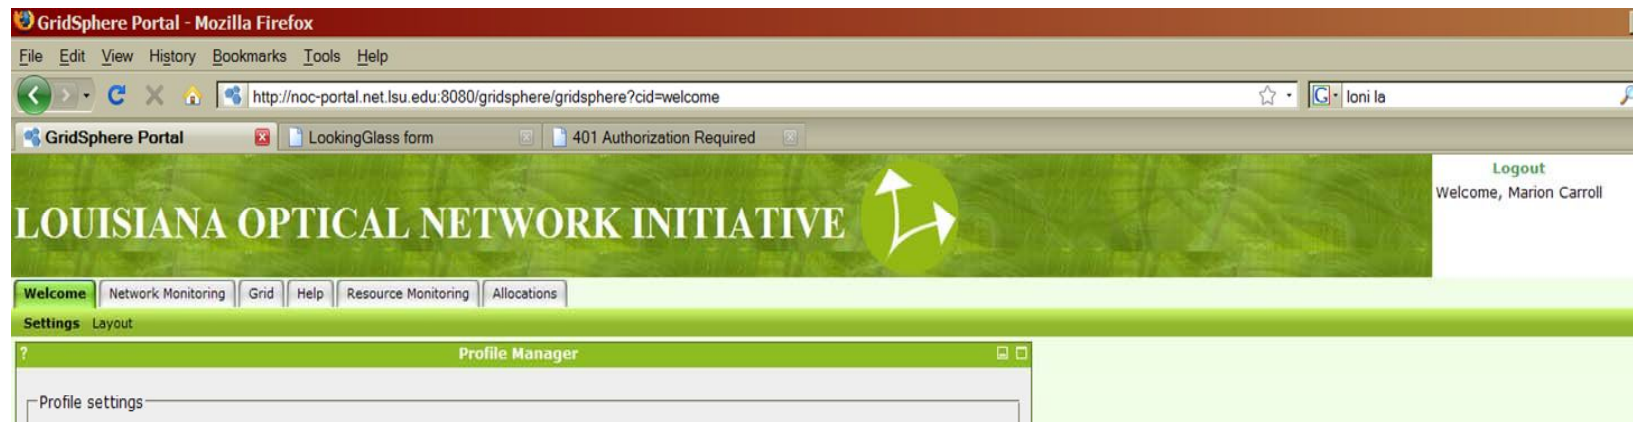 GridSphere Portal - Mozilla Firefox
File Edit View History Bookmarks Tools Help
http://noc-portal.net.lsu.edu:8080/gridsphere/gridsphere?cid=welcome G loni la
GridSphere Portal LookingGlass form 401 Authorization Required
Logout
Welcome, Marion Carroll
LOUISIANA OPTICAL NETWORK INITIATIVE
Welcome Network Monitoring Grid Help Resource Monitoring Allocations
Settings Layout
? Profile Manager
Profile settings